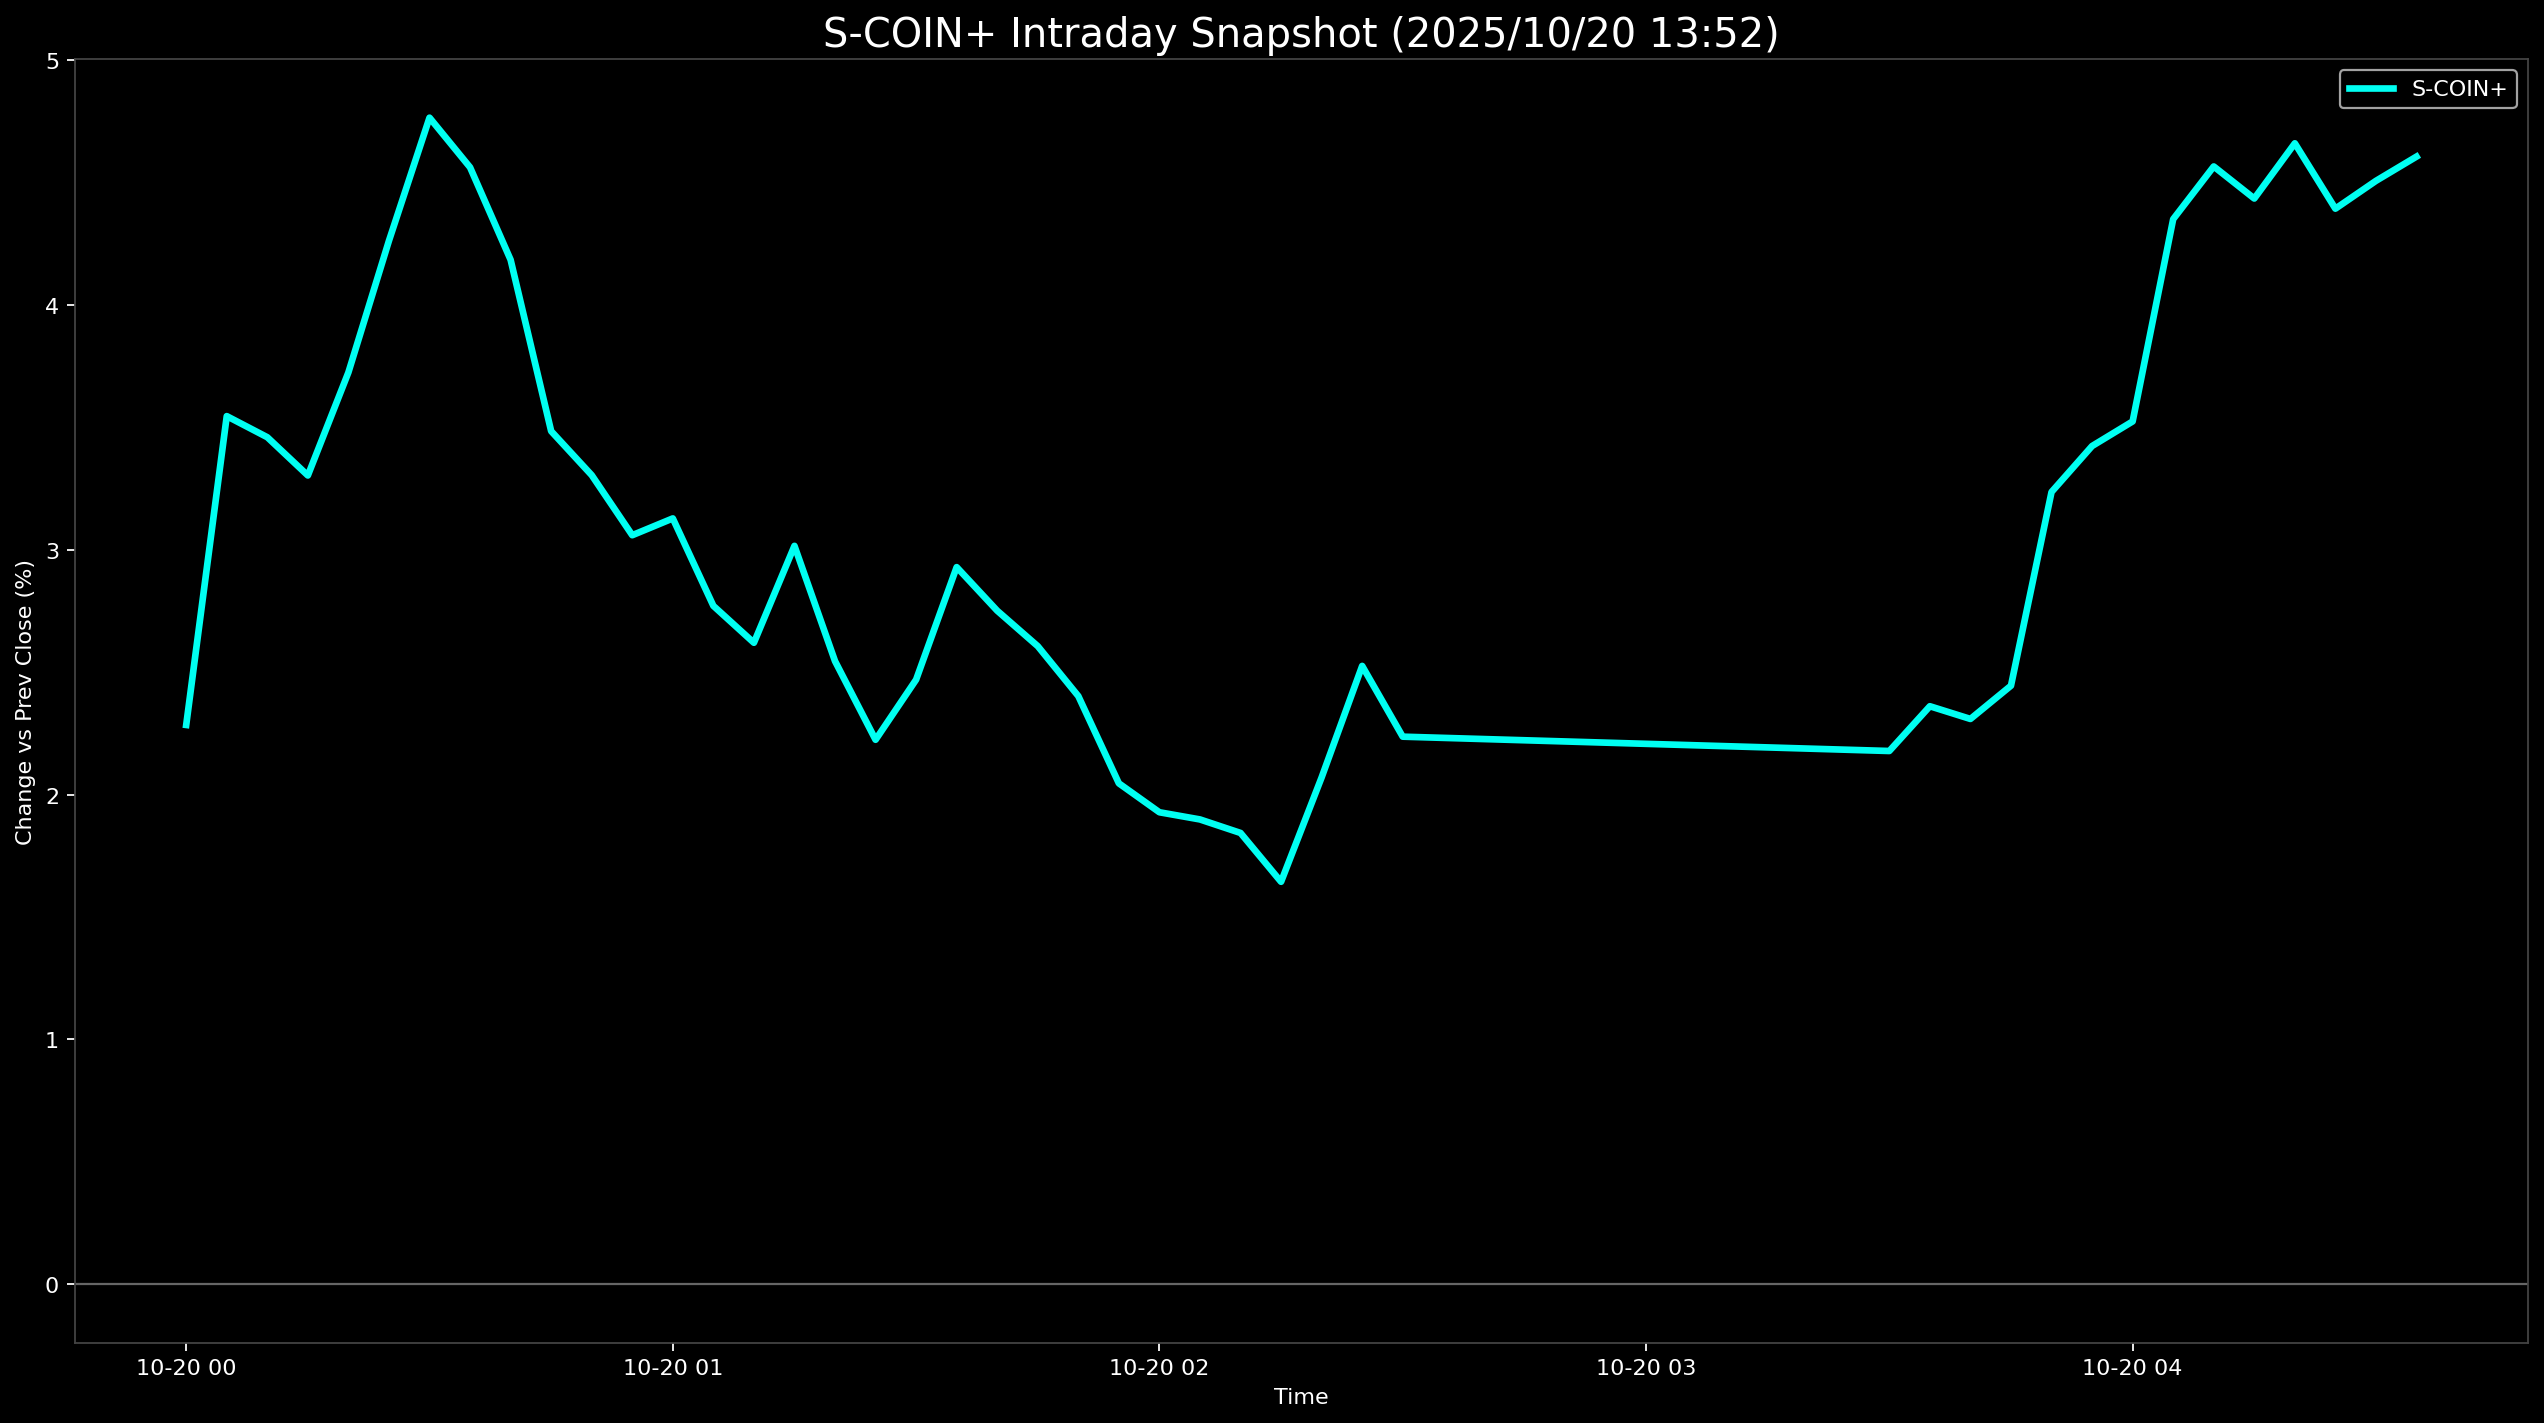 S-COIN+ Intraday Snapshot (2025/10/20 13:52)
S-COIN+
Change vs Prev Close (%)
5
4
3
2
1
0
10-20 00
10-20 01
10-20 02
10-20 03
10-20 04
Time